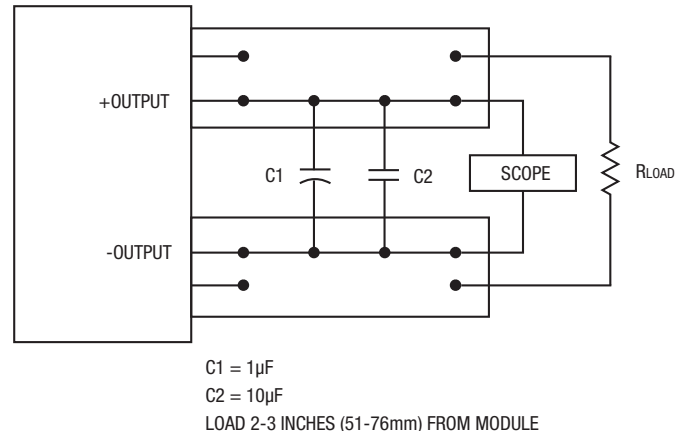 +OUTPUT
C1
C2
SCOPE
RLOAD
-OUTPUT
C1 = 1µF
C2 = 10µF
LOAD 2-3 INCHES (51-76mm) FROM MODULE